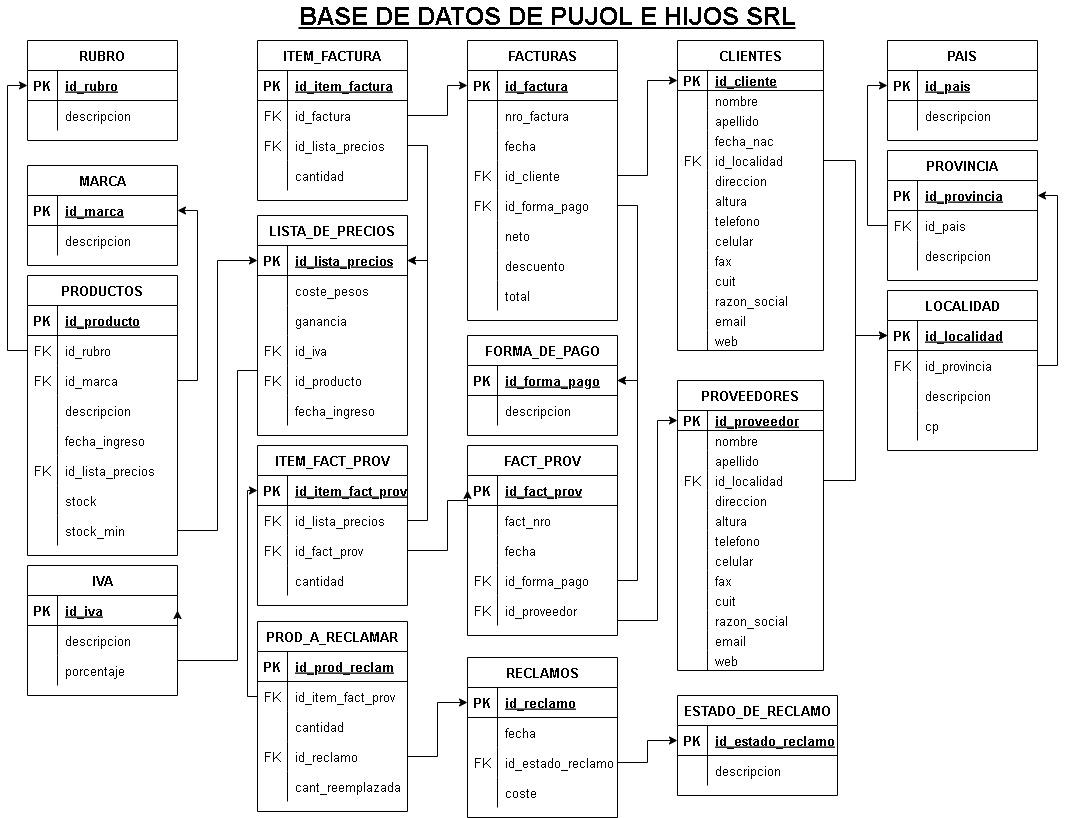 BASE DE DATOS DE PUJOL E HIJOS SRL
RUBRO
PK id_rubro
descripcion
MARCA
PK id_marca
descripcion
PRODUCTOS
PK id_producto
FK id_rubro
FK id_marca
descripcion
fecha_ingreso
FK id_lista_precios
stock
stock_min
IVA
PK id_iva
descripcion
porcentaje
ITEM_FACTURA
PK id_item_factura
FK id_factura
FK id_lista_precios
cantidad
LISTA_DE_PRECIOS
PK id_lista_precios
coste_pesos
ganancia
FK id_iva
FK id_producto
fecha_ingreso
ITEM_FACT_PROV
PK id_item_fact_prov
FK id_lista_precios
FK id_fact_prov
cantidad
PROD_A_RECLAMAR
PK id_prod_reclam
FK id_item_fact_prov
cantidad
FK id_reclamo
cant_reemplazada
FACTURAS
PK id_factura
nro_factura
fecha
FK id_cliente
FK id_forma_pago
neto
descuento
total
FORMA_DE_PAGO
PK id_forma_pago
descripcion
FACT_PROV
PK id_fact_prov
fact_nro
fecha
FK id_forma_pago
FK id_proveedor
RECLAMOS
PK id_reclamo
fecha
FK id_estado_reclamo
coste
CLIENTES
PK id_cliente
nombre
apellido
fecha_nac
FK id_localidad
direccion
altura
telefono
celular
fax
cuit
razon_social
email
web
PROVEEDORES
PK id_proveedor
nombre
apellido
FK id_localidad
direccion
altura
telefono
celular
fax
cuit
razon_social
email
web
ESTADO_DE_RECLAMO
PK id_estado_reclamo
descripcion
PAIS
PK id_pais
descripcion
PROVINCIA
PK id_provincia
FK id_pais
descripcion
LOCALIDAD
PK id_localidad
FK id_provincia
descripcion
cp